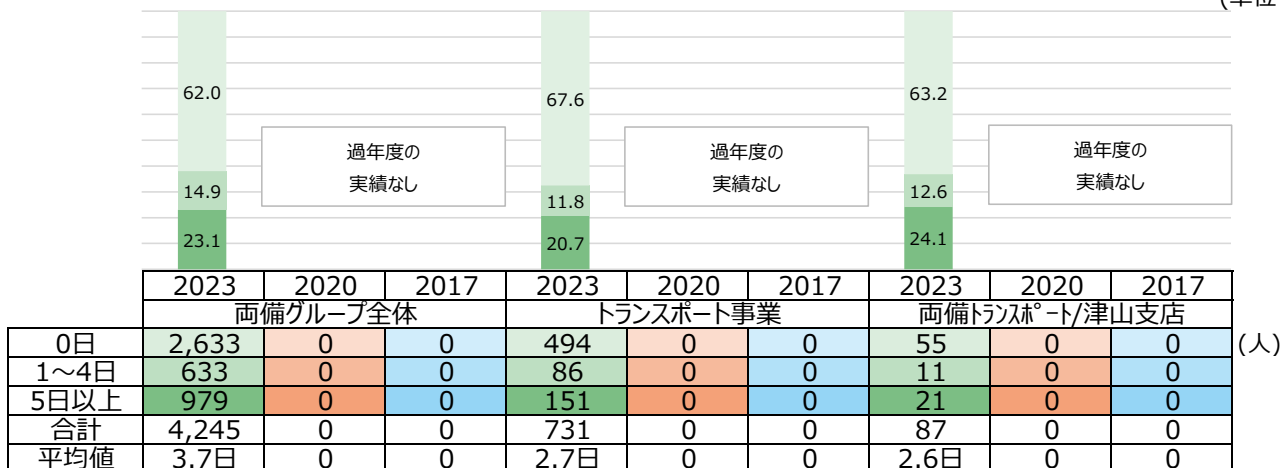 (単位
62.0
67.6
63.2
過年度の
実績なし
過年度の
実績なし
過年度の
実績なし
14.9
11.8
12.6
23.1
20.7
24.1
2023 2020 2017 2023 2020 2017 2023 2020 2017
両備グループ全体 トランスポート事業 両備トランスポート/津山支店
0日 2,633 0 0 494 0 0 55 0 0 (人)
1～4日 633 0 0 86 0 0 11 0 0
5日以上 979 0 0 151 0 0 21 0 0
合計 4,245 0 0 731 0 0 87 0 0
平均値 3.7日 0 0 2.7日 0 0 2.6日 0 0